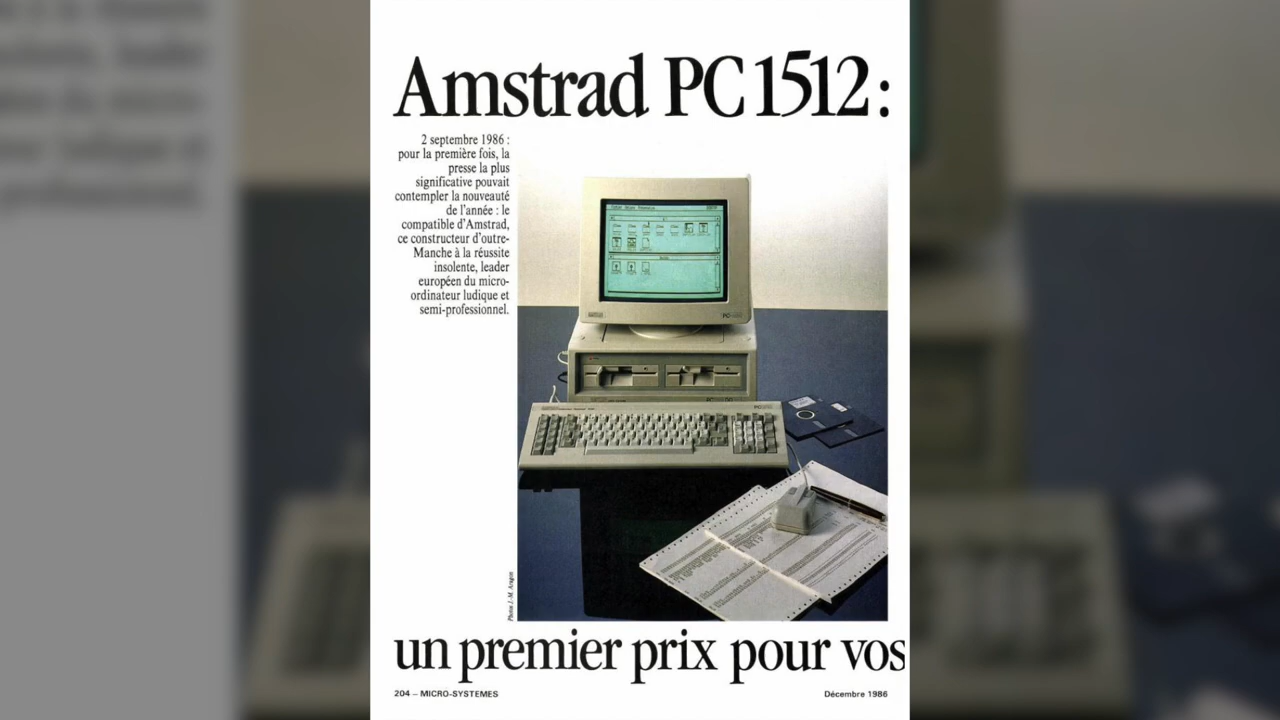 Amstrad PC 1512 :
2 septembre 1986 :
pour la première fois, la
presse la plus
significative pouvait
contempler la nouveauté
de l'année : le
compatible d'Amstrad,
ce constructeur d'outre-
Manche à la réussite
insolente, leader
européen du micro-
ordinateur ludique et
semi-professionnel.
Photos J.-M. Aragon
un premier prix pour vos
204 – MICRO-SYSTEMES
Décembre 1986